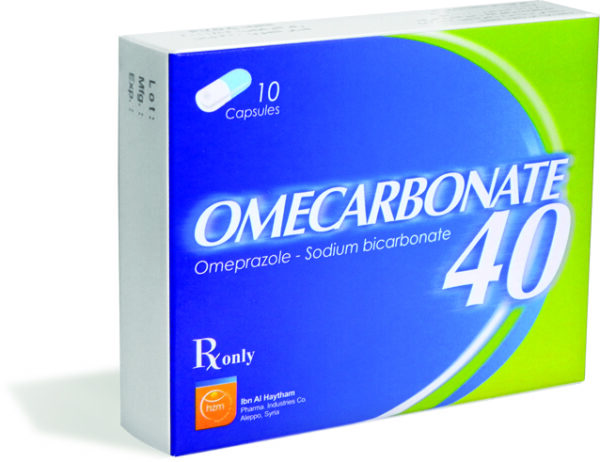 Lot:
Mfg. :
Exp. :
10
Capsules
OMECARBONATE
40
Omeprazole - Sodium bicarbonate
Rx only
hzm
Ibn Al Haytham
Pharma. Industries Co.
Aleppo, Syria